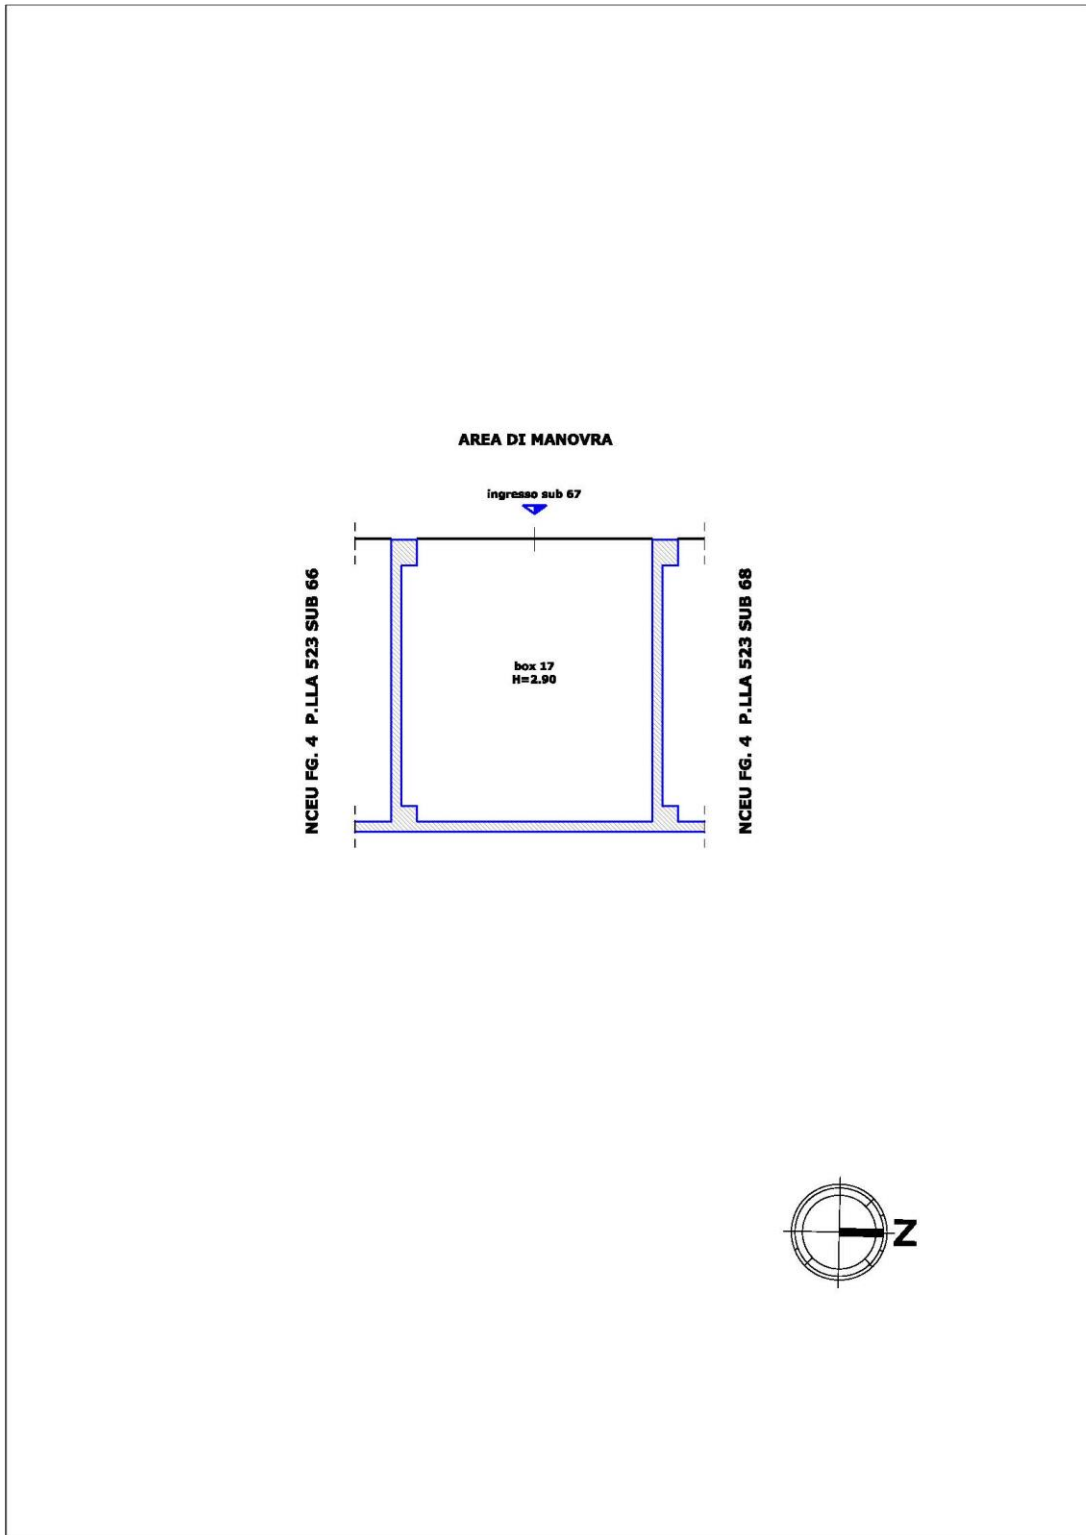 AREA DI MANOVRA
ingresso sub 67
NCEU FG. 4 P.LLA 523 SUB 66
box 17
H=2.90
NCEU FG. 4 P.LLA 523 SUB 68
N